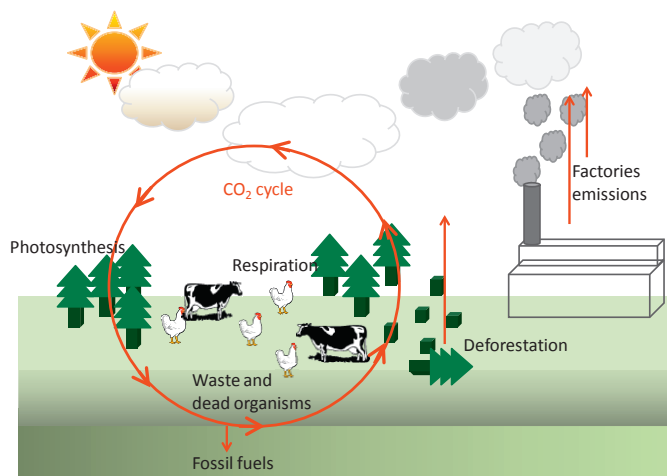 CO₂ cycle
Factories
emissions
Photosynthesis
Respiration
Deforestation
Waste and
dead organisms
Fossil fuels